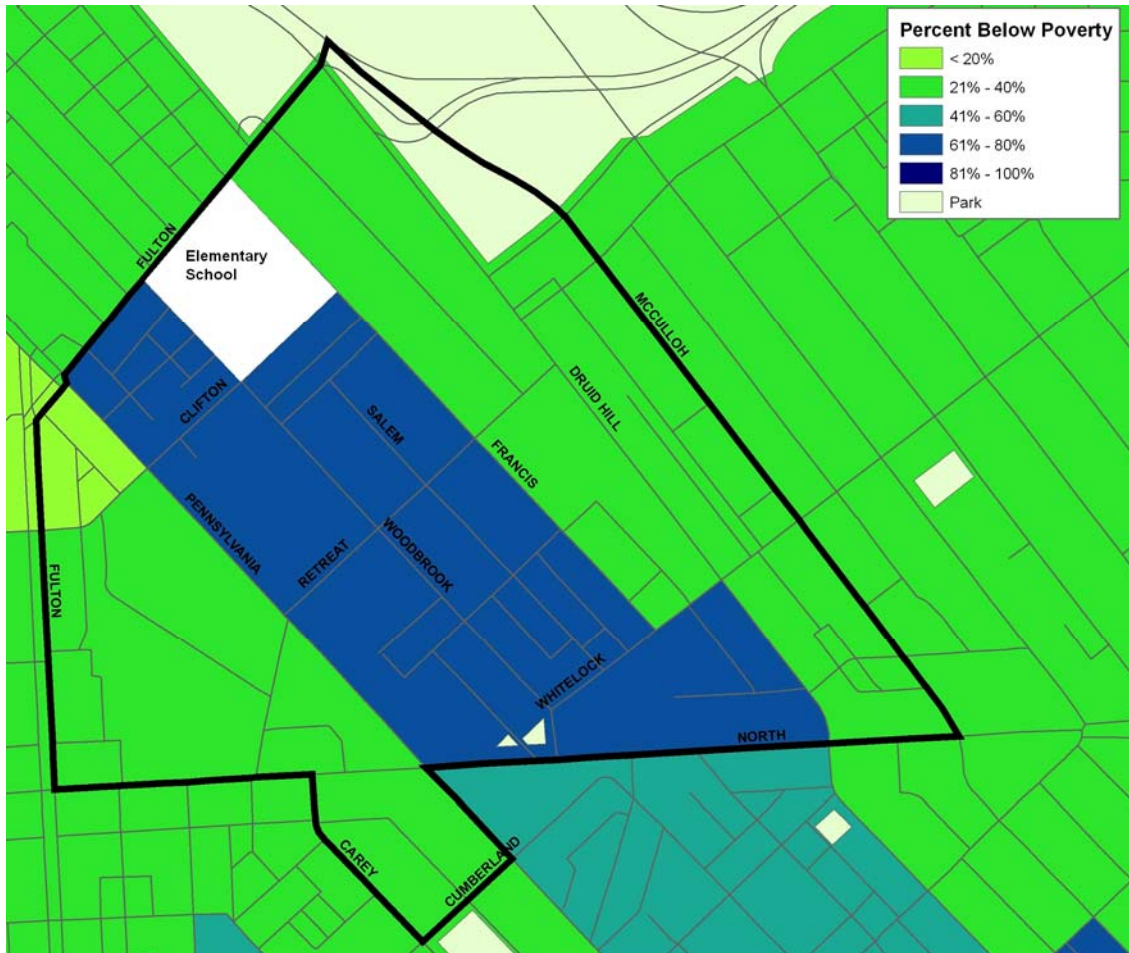 Percent Below Poverty
< 20%
21% - 40%
41% - 60%
61% - 80%
81% - 100%
Park
FULTON
Elementary
School
MCCULLOH
DRUID HILL
CLIFTON
SALEM
FRANCIS
PENNSYLVANIA
RETREAT
WOODBROOK
FULTON
WHITELOCK
NORTH
CAREY
CUMBERLAND